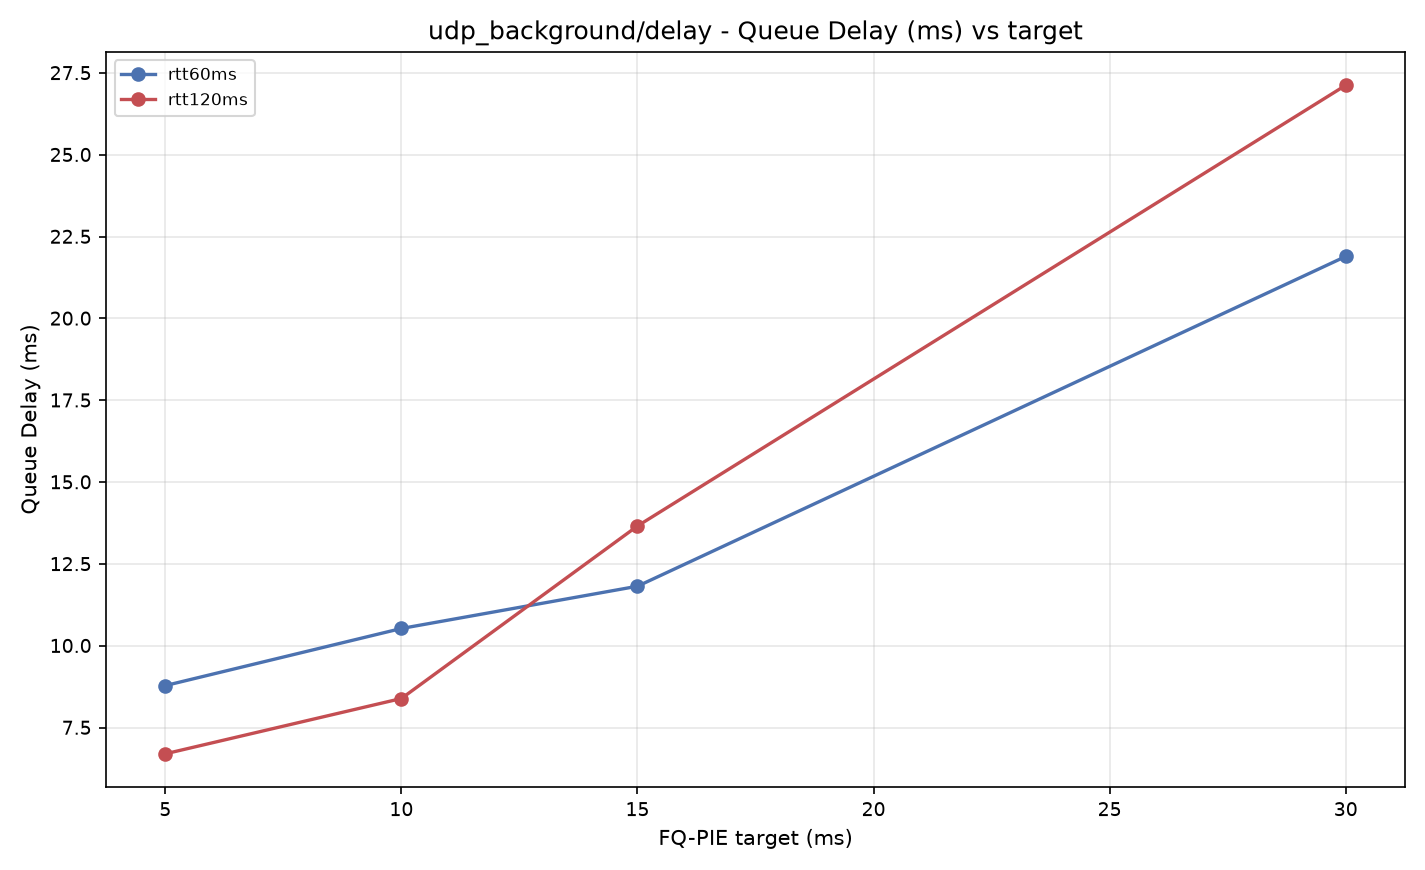 udp_background/delay - Queue Delay (ms) vs target
rtt60ms
rtt120ms
Queue Delay (ms)
27.5
25.0
22.5
20.0
17.5
15.0
12.5
10.0
7.5
5 10 15 20 25 30
FQ-PIE target (ms)